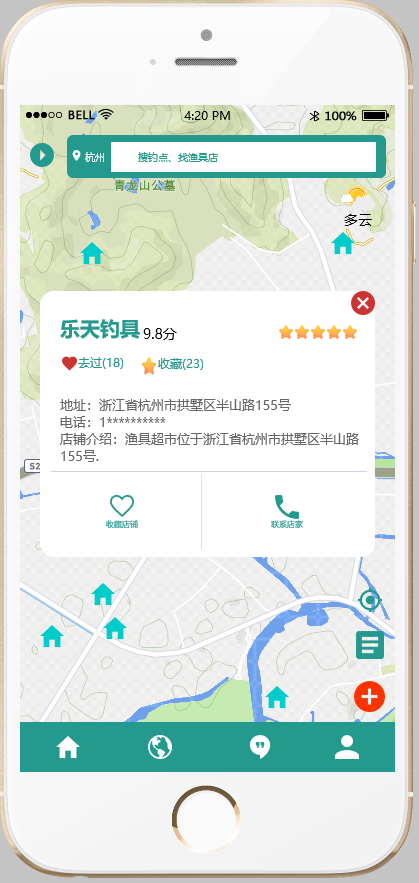 BELL 4:20 PM 100%
杭州 搜钓点、找渔具店
青龙山公墓
多云
乐天钓具 9.8分
去过(18) 收藏(23)
地址：浙江省杭州市拱墅区半山路155号
电话：1**********
店铺介绍：渔具超市位于浙江省杭州市拱墅区半山路
155号.
S2
收藏店铺 联系店家